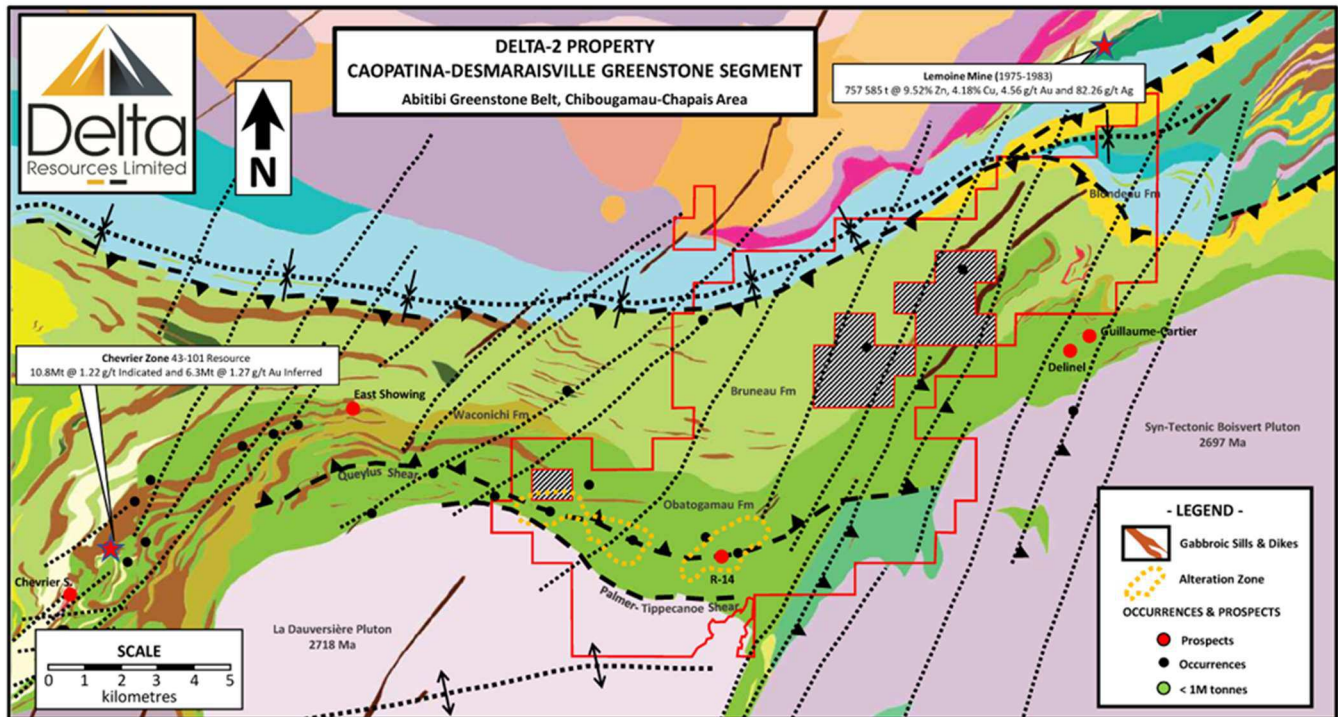 Delta
Resources Limited
N
DELTA-2 PROPERTY
CAOPATINA-DESMARAISVILLE GREENSTONE SEGMENT
Abitibi Greenstone Belt, Chibougamau-Chapais Area
Lemoine Mine (1975-1983)
757 585 t @ 9.52% Zn, 4.18% Cu, 4.56 g/t Au and 82.26 g/t Ag
Blondeau Fm
Chevrier Zone 43-101 Resource
10.8Mt @ 1.22 g/t Indicated and 6.3Mt @ 1.27 g/t Au Inferred
East Showing
Waconichi Fm
Bruneau Fm
Guillaume-Cartier
Delinel
Queylus Shear
Obatogamau Fm
Syn-Tectonic Boisvert Pluton
2697 Ma
Chevrier S.
R-14
Palmer-Tippecanoe Shear
La Dauversière Pluton
2718 Ma
SCALE
0 1 2 3 4 5
kilometres
- LEGEND -
Gabbroic Sills & Dikes
Alteration Zone
OCCURRENCES & PROSPECTS
Prospects
Occurrences
< 1M tonnes